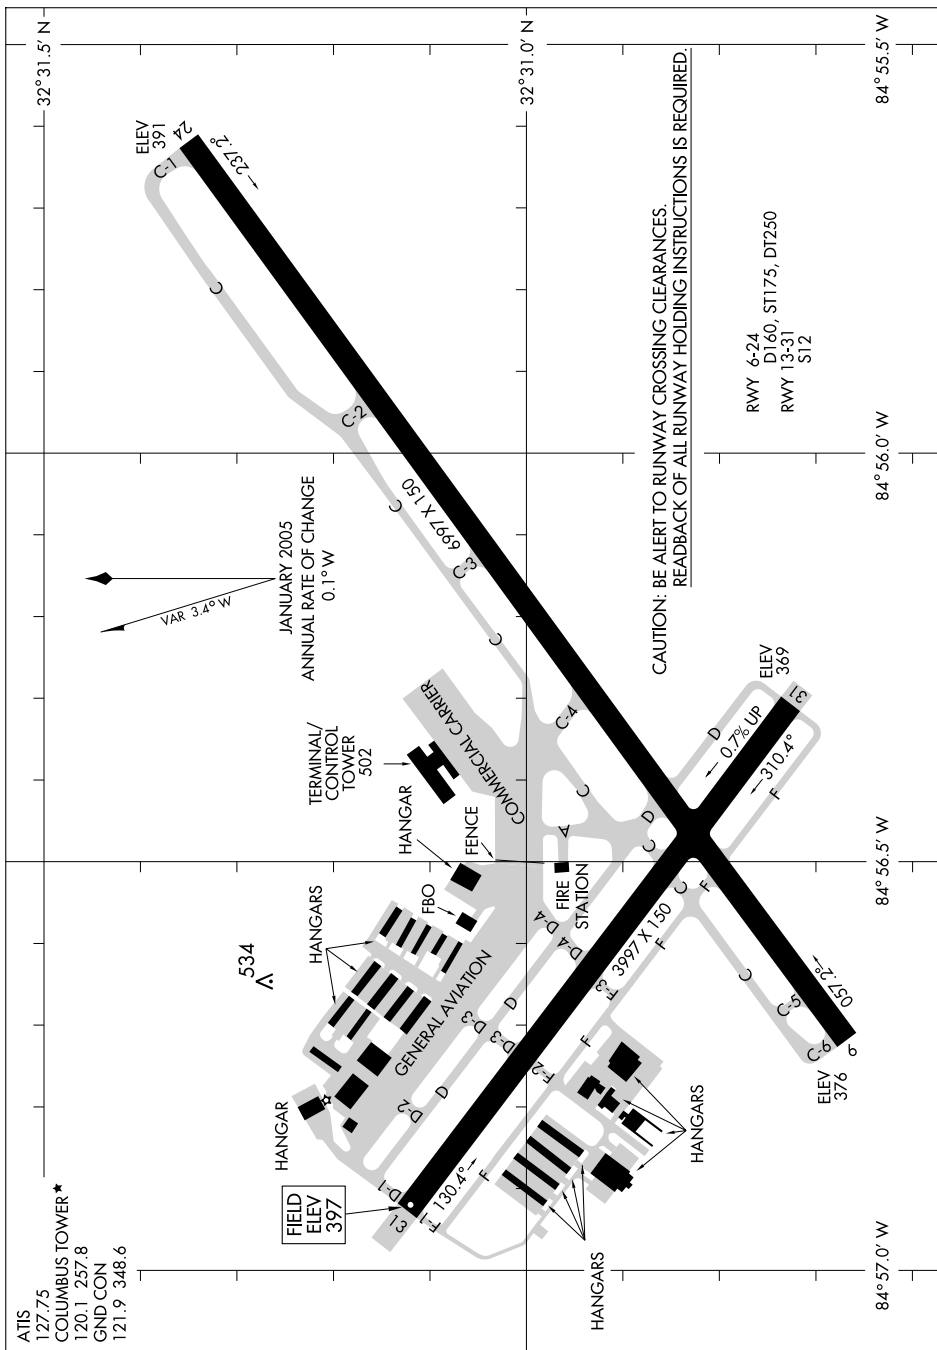 ATIS
127.75
COLUMBUS TOWER★
120.1 257.8
GND CON
121.9 348.6
32° 31.5' N
32° 31.0' N
84° 55.5' W
84° 56.0' W
84° 56.5' W
84° 57.0' W
FIELD
ELEV
397
HANGAR
534
HANGARS
FBO
HANGAR
FENCE
TERMINAL/
CONTROL
TOWER
502
JANUARY 2005
ANNUAL RATE OF CHANGE
0.1° W
VAR 3.4° W
ELEV
391
24
237.2°
C-1
C
C-2
C
6997 X 150
C-3
C
COMMERCIAL CARRIER
C-4
C
A
FIRE
STATION
GENERAL AVIATION
D-1
13
F-1
130.4°
F
D-2
D
D-3
D-3
D
D-4
D-4
F-2
F
F-3
3997 X 150
F
C
D
C
F
D
0.7% UP
310.4°
F
31
ELEV
369
C
C-5
057.2°
C-6
6
ELEV
376
HANGARS
HANGARS
CAUTION: BE ALERT TO RUNWAY CROSSING CLEARANCES.
READBACK OF ALL RUNWAY HOLDING INSTRUCTIONS IS REQUIRED.
RWY 6-24
D160, ST175, DT250
RWY 13-31
S12